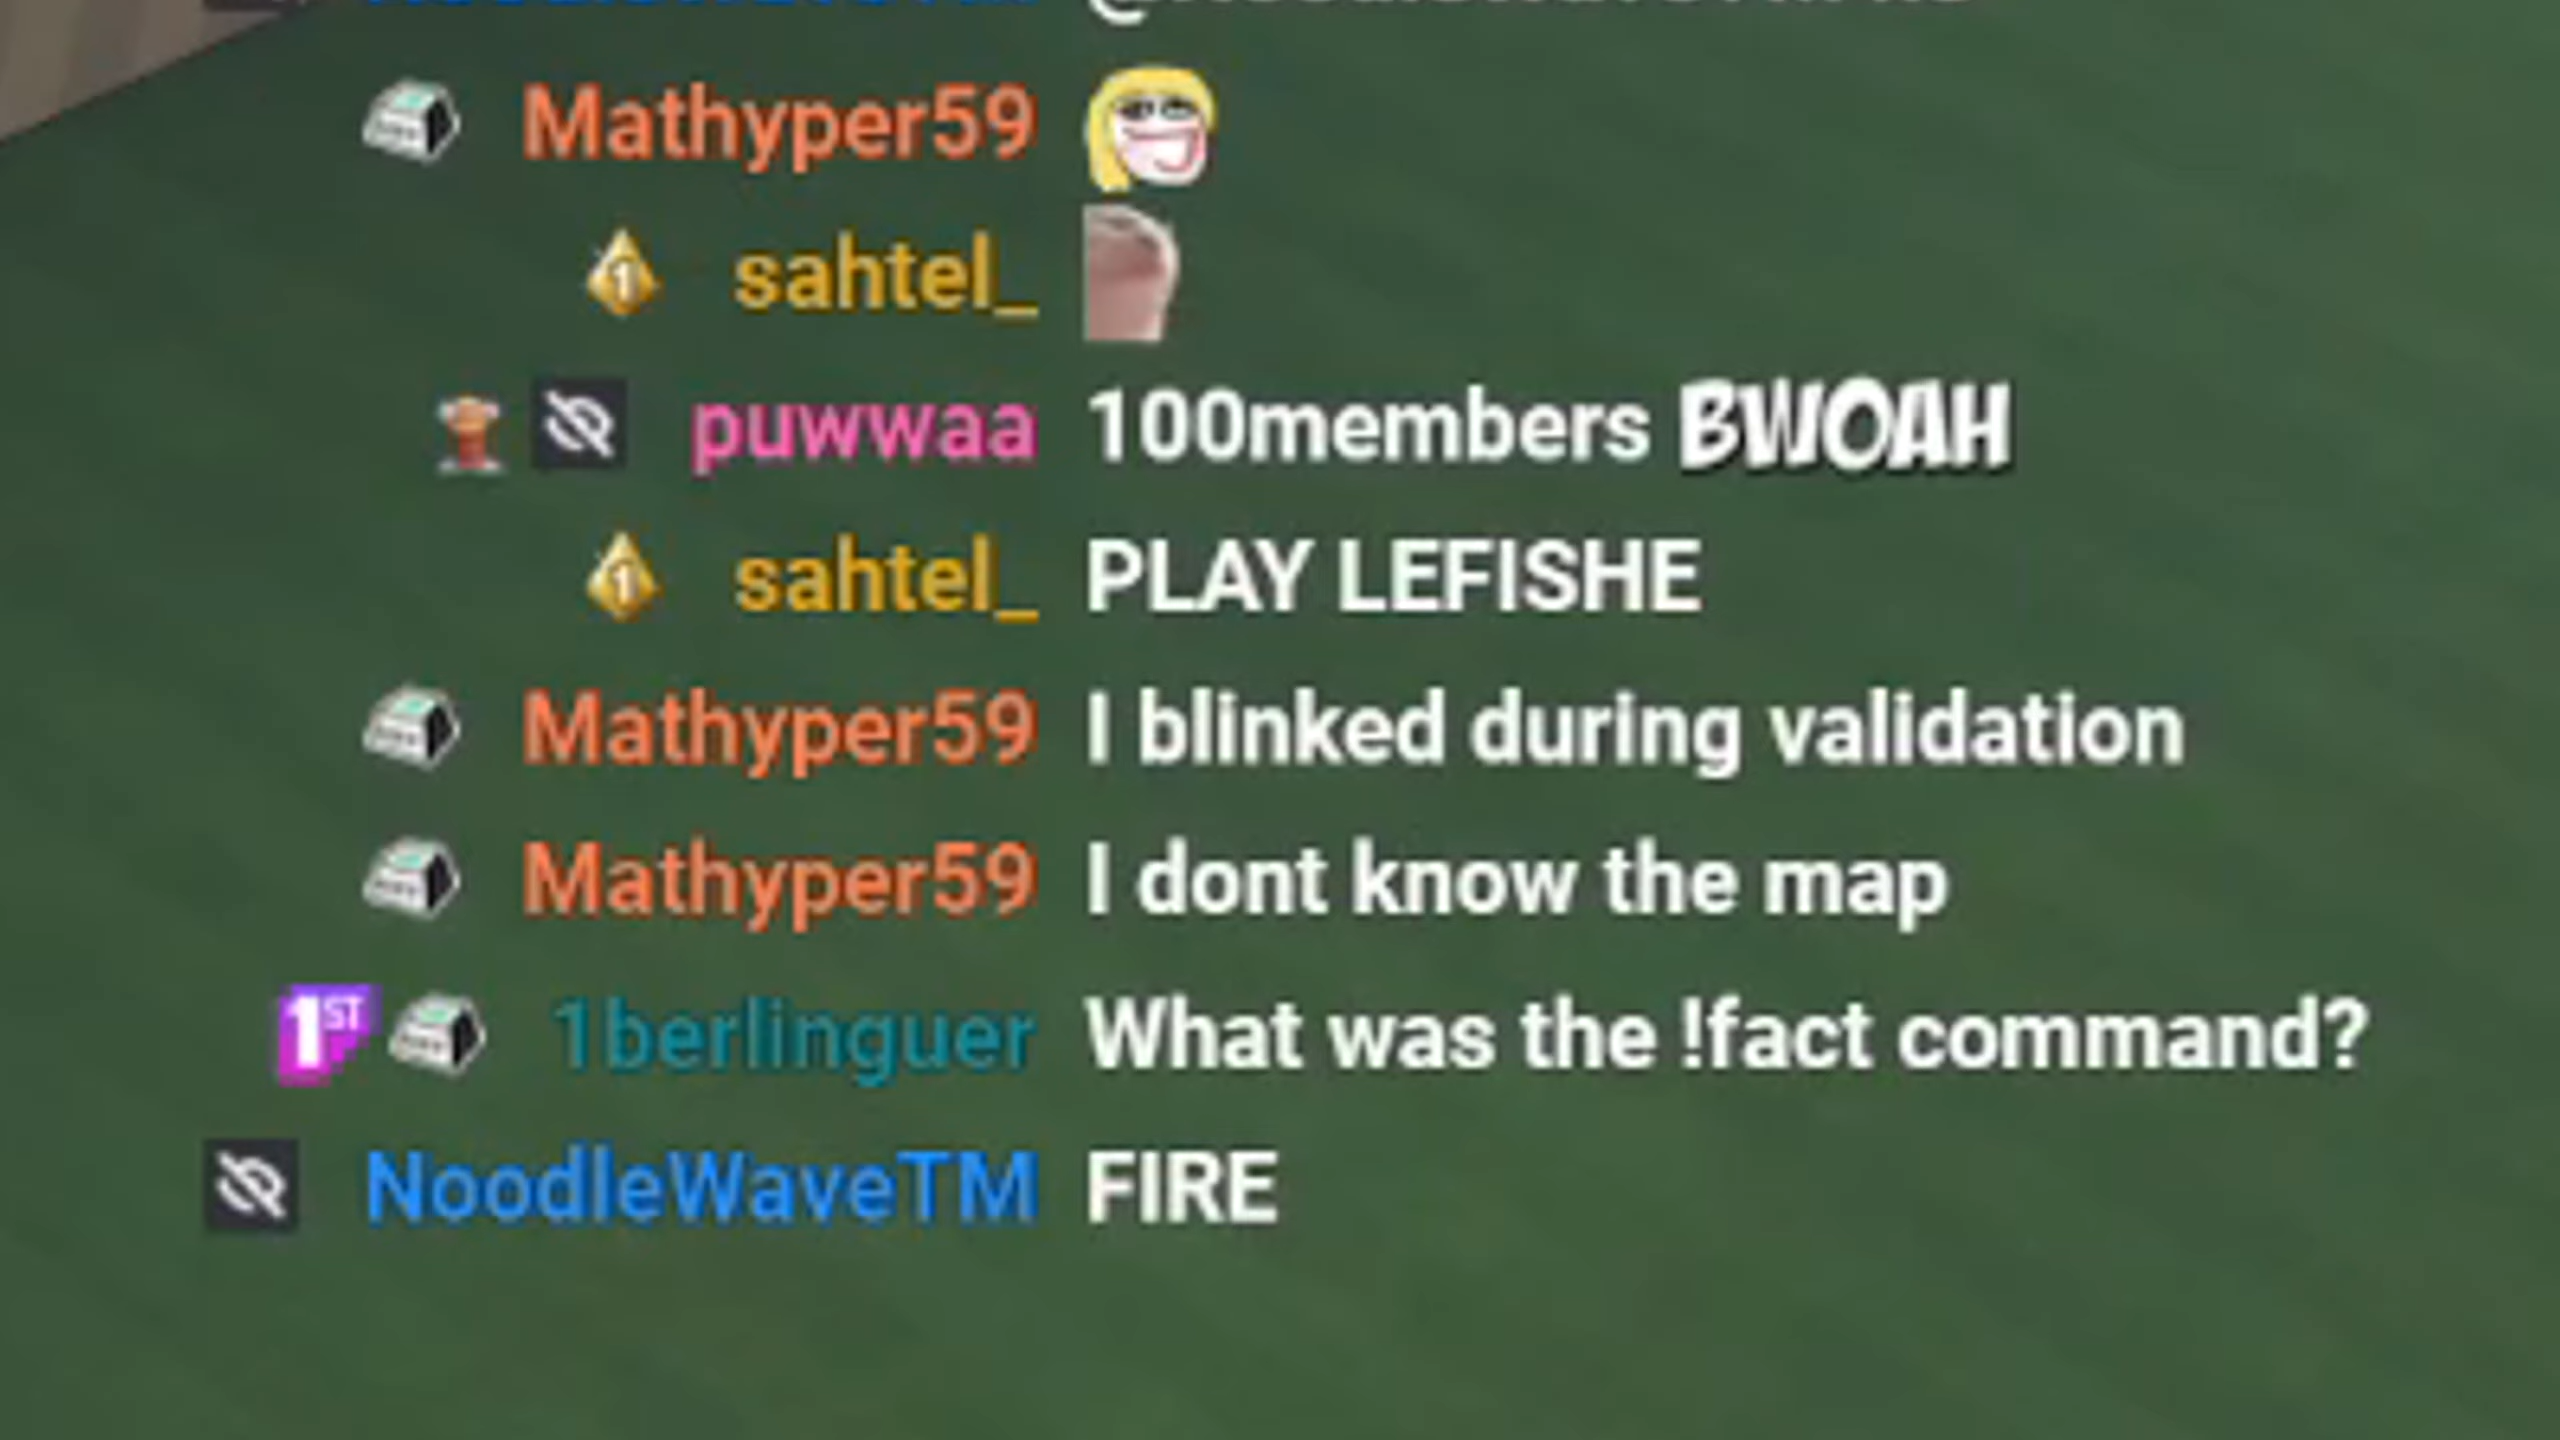 Mathyper59
sahtel_
puwwaa 100members BWOAH
sahtel_ PLAY LEFISHE
Mathyper59 I blinked during validation
Mathyper59 I dont know the map
1ST 1berlinguer What was the !fact command?
NoodleWaveTM FIRE